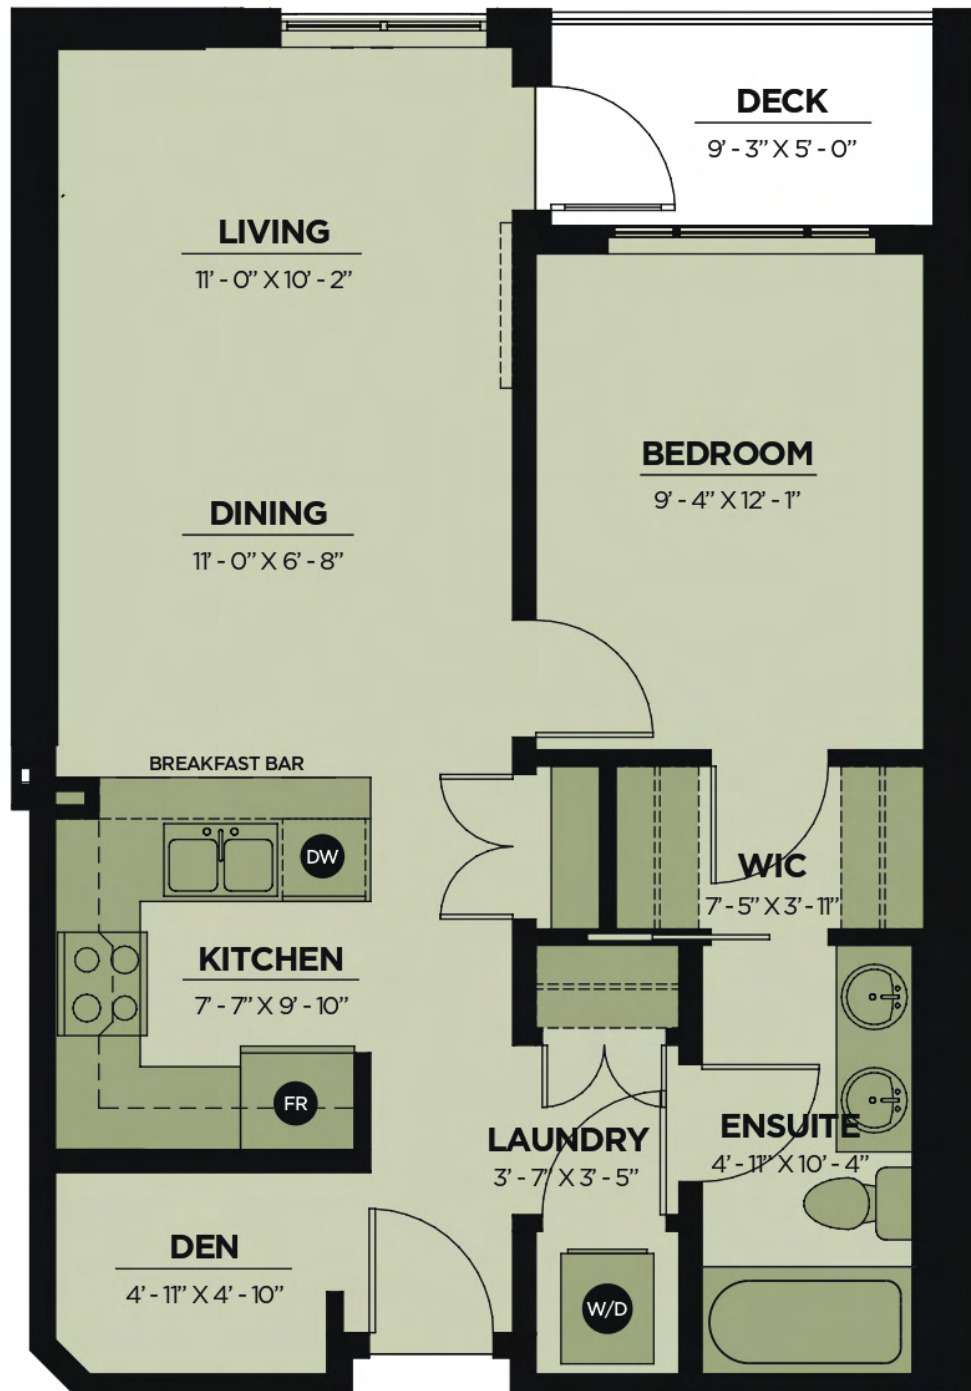 DECK
9' - 3” X 5' - 0”
LIVING
11' - 0” X 10' - 2”
BEDROOM
9' - 4” X 12' - 1”
DINING
11' - 0” X 6' - 8”
BREAKFAST BAR
DW
WIC
7' - 5” X 3' - 11”
KITCHEN
7' - 7” X 9' - 10”
FR
LAUNDRY
3' - 7” X 3' - 5”
ENSUITE
4' - 11” X 10' - 4”
DEN
4' - 11” X 4' - 10”
W/D